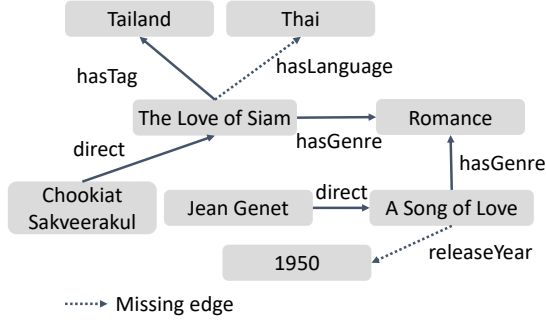 Tailand
Thai
hasTag
hasLanguage
The Love of Siam
Romance
hasGenre
direct
hasGenre
Chookiat
Sakveerakul
Jean Genet
direct
A Song of Love
1950
releaseYear
Missing edge